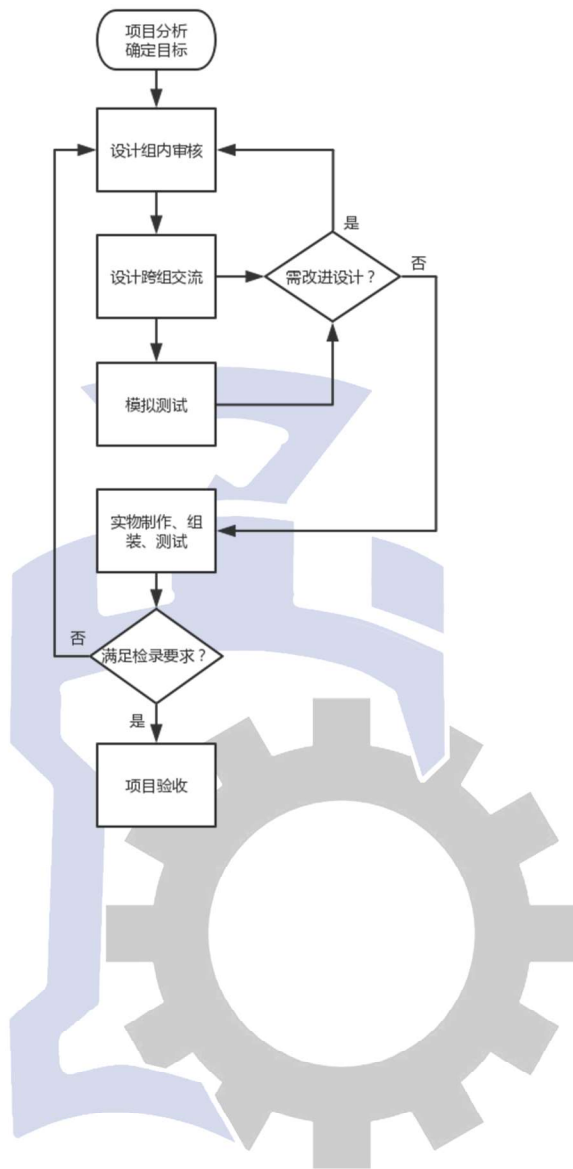 项目分析
确定目标
设计组内审核
是
设计跨组交流
需改进设计？
否
模拟测试
实物制作、组
装、测试
否
满足检录要求？
是
项目验收